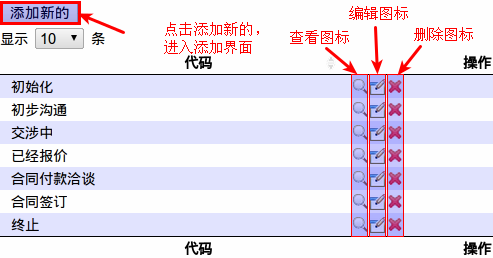 添加新的
编辑图标
点击添加新的，
进入添加界面
查看图标
删除图标
显示 10 条
代码 操作
初始化
初步沟通
交涉中
已经报价
合同付款洽谈
合同签订
终止
代码 操作